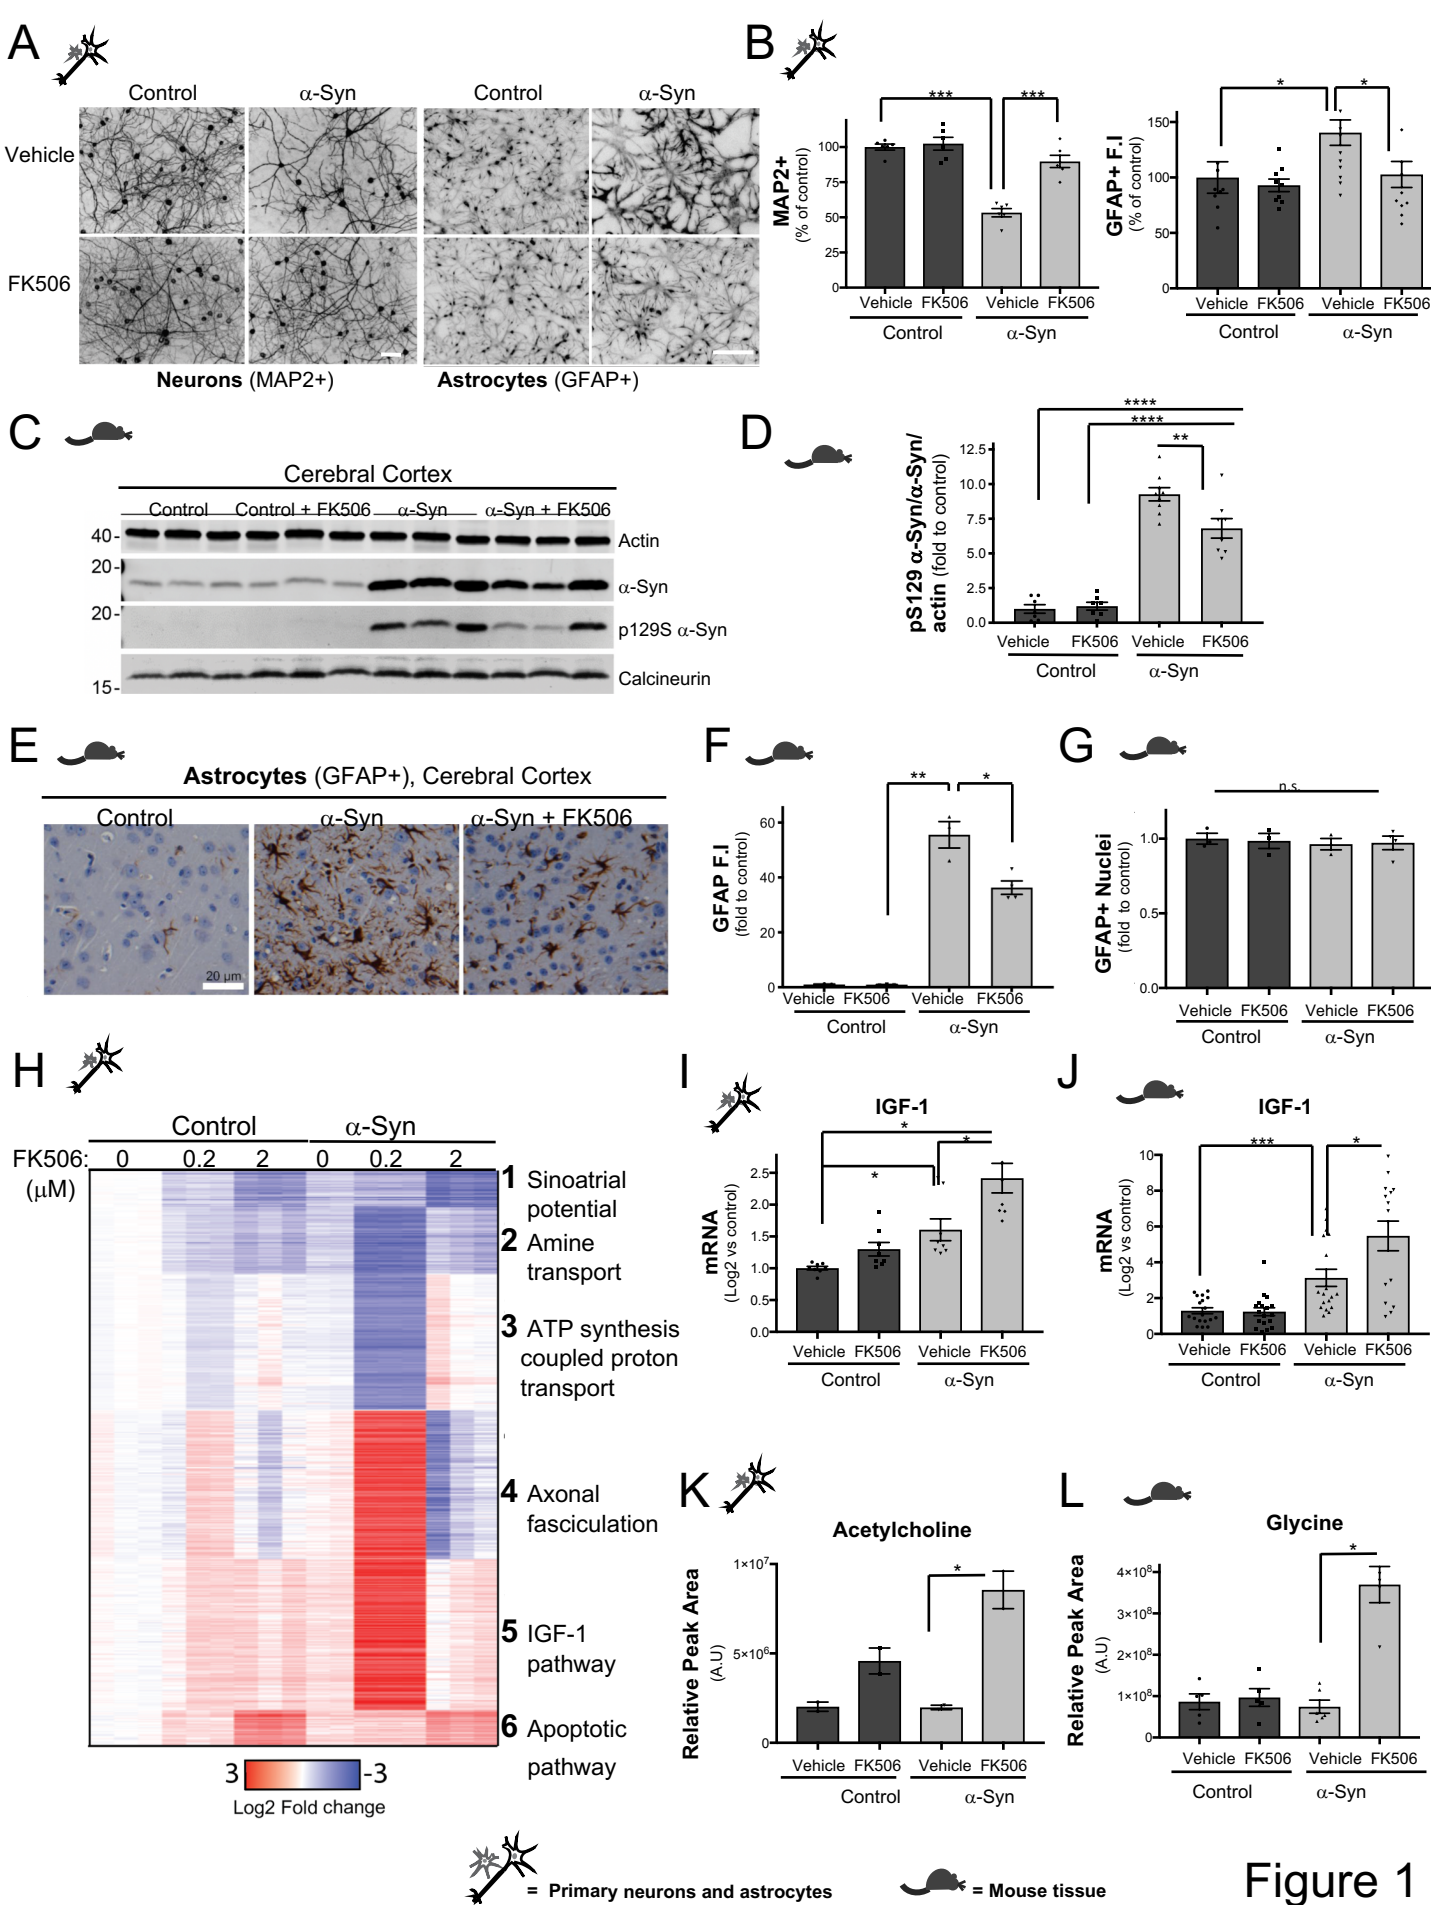 A
Control
α-Syn
Control
α-Syn
Vehicle
FK506
Neurons (MAP2+)
Astrocytes (GFAP+)
B
***
***
MAP2+
(% of control)
100
75
50
25
0
Vehicle FK506 Vehicle FK506
Control
α-Syn
*
*
GFAP+ F.I
(% of control)
150
100
50
0
Vehicle FK506 Vehicle FK506
Control
α-Syn
C
Cerebral Cortex
Control Control + FK506 α-Syn α-Syn + FK506
40-
Actin
20-
α-Syn
20-
p129S α-Syn
15-
Calcineurin
D
****
****
**
pS129 α-Syn/α-Syn/
actin (fold to control)
12.5
10.0
7.5
5.0
2.5
0.0
Vehicle FK506 Vehicle FK506
Control
α-Syn
E
Astrocytes (GFAP+), Cerebral Cortex
Control
α-Syn
α-Syn + FK506
20 µm
F
**
*
GFAP F.I
(fold to control)
60
40
20
0
Vehicle FK506 Vehicle FK506
Control
α-Syn
G
n.s.
GFAP+ Nuclei
(fold to control)
1.0
0.5
0.0
Vehicle FK506 Vehicle FK506
Control
α-Syn
H
Control
α-Syn
FK506: 0 0.2 2 0 0.2 2
(µM)
1 Sinoatrial
potential
2 Amine
transport
3 ATP synthesis
coupled proton
transport
4 Axonal
fasciculation
5 IGF-1
pathway
6 Apoptotic
pathway
3
-3
Log2 Fold change
I
IGF-1
*
*
*
mRNA
(Log2 vs control)
2.5
2.0
1.5
1.0
0.5
0.0
Vehicle FK506 Vehicle FK506
Control
α-Syn
J
IGF-1
***
*
mRNA
(Log2 vs control)
10
8
6
4
2
0
Vehicle FK506 Vehicle FK506
Control
α-Syn
K
Acetylcholine
*
Relative Peak Area
(A.U)
1×10⁷
5×10⁶
0
Vehicle FK506 Vehicle FK506
Control
α-Syn
L
Glycine
*
Relative Peak Area
(A.U)
4×10⁸
3×10⁸
2×10⁸
1×10⁸
0
Vehicle FK506 Vehicle FK506
Control
α-Syn
= Primary neurons and astrocytes
= Mouse tissue
Figure 1